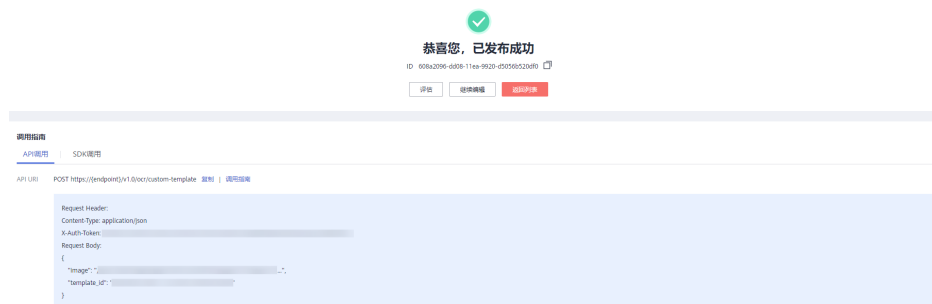 恭喜您，已发布成功
ID 608a2096-dd08-11ea-9920-d5056b520df0
评估 继续编辑 返回列表
调用指南
API调用 | SDK调用
API URI POST https://{endpoint}/v1.0/ocr/custom-template 复制 | 调用指南
Request Header:
Content-Type: application/json
X-Auth-Token:
Request Body:
{
"image": ",...",
"template_id": ""
}